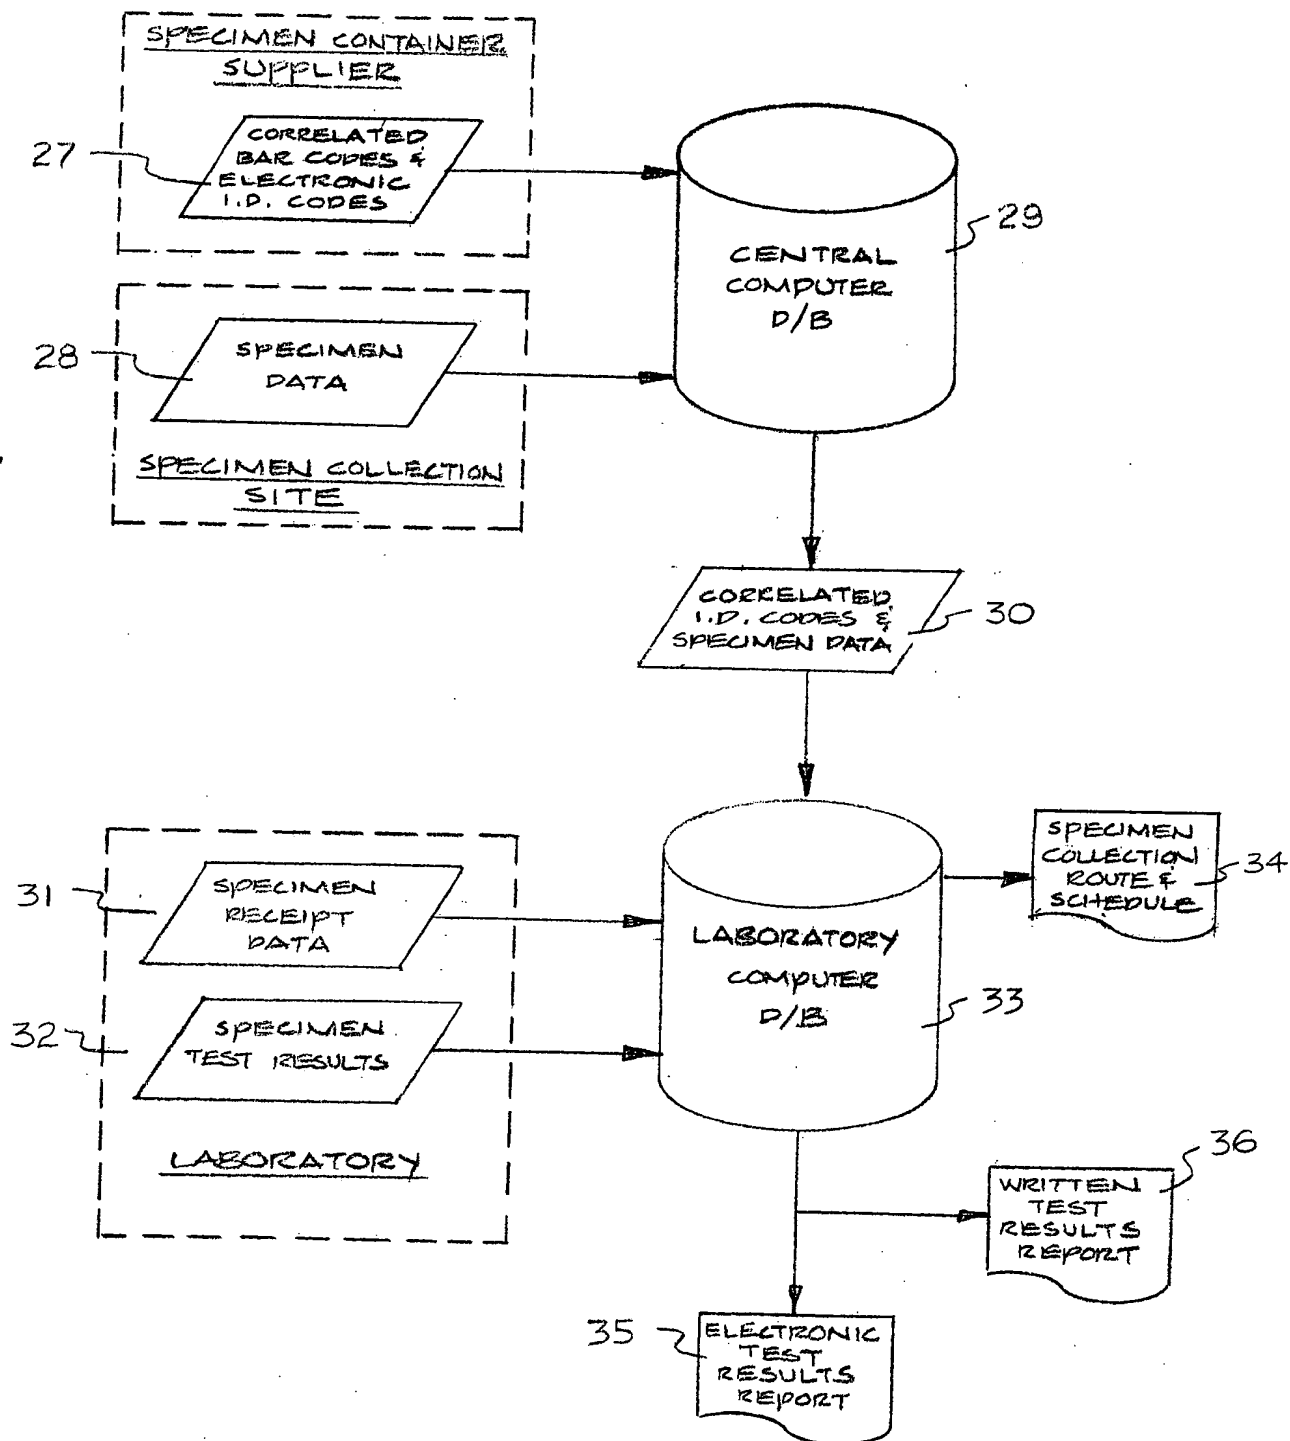 SPECIMEN CONTAINER
SUPPLIER
27
CORRELATED
BAR CODES &
ELECTRONIC
I.D. CODES
28
SPECIMEN
DATA
SPECIMEN COLLECTION
SITE
CENTRAL
COMPUTER
D/B
29
CORRELATED
I.D. CODES &
SPECIMEN DATA
30
31
SPECIMEN
RECEIPT
DATA
32
SPECIMEN
TEST RESULTS
LABORATORY
LABORATORY
COMPUTER
D/B
33
SPECIMEN
COLLECTION
ROUTE &
SCHEDULE
34
36
WRITTEN
TEST
RESULTS
REPORT
35
ELECTRONIC
TEST
RESULTS
REPORT